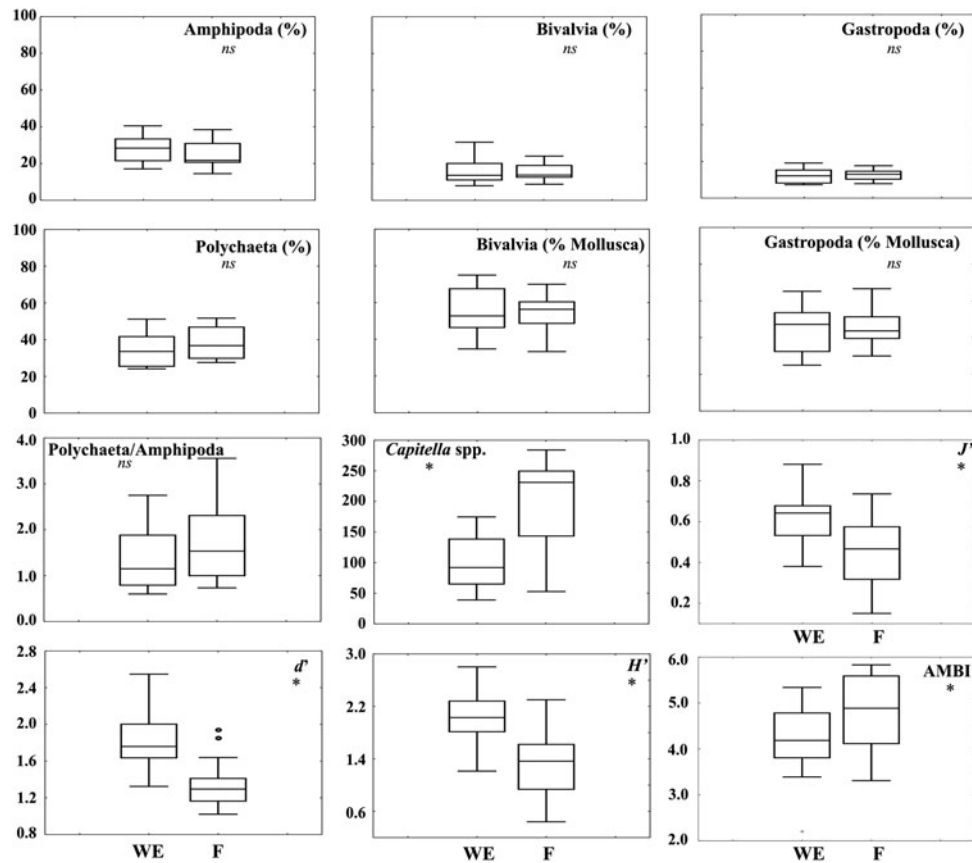 Amphipoda (%)
ns
100
80
60
40
20
0
Bivalvia (%)
ns
Gastropoda (%)
ns
Polychaeta (%)
ns
100
80
60
40
20
0
Bivalvia (% Mollusca)
ns
Gastropoda (% Mollusca)
ns
Polychaeta/Amphipoda
ns
4.0
3.0
2.0
1.0
0.0
Capitella spp.
*
300
250
200
150
100
50
0
J'
*
1.0
0.8
0.6
0.4
0.2
WE F
d'
*
2.8
2.4
2.0
1.6
1.2
0.8
WE F
H'
*
3.0
2.2
1.4
0.6
WE F
AMBI
*
6.0
5.0
4.0
3.0
2.0
WE F